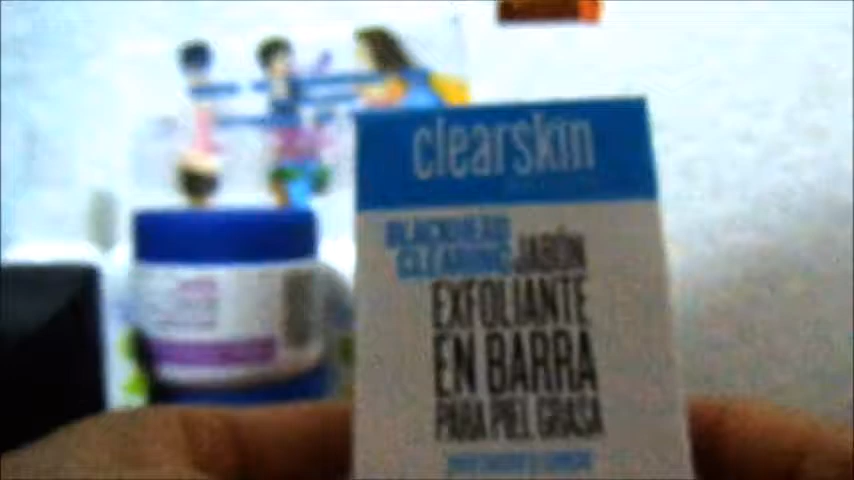 clearskin
BLACKHEAD
CLEARING JABÓN
EXFOLIANTE
EN BARRA
PARA PIEL GRASA